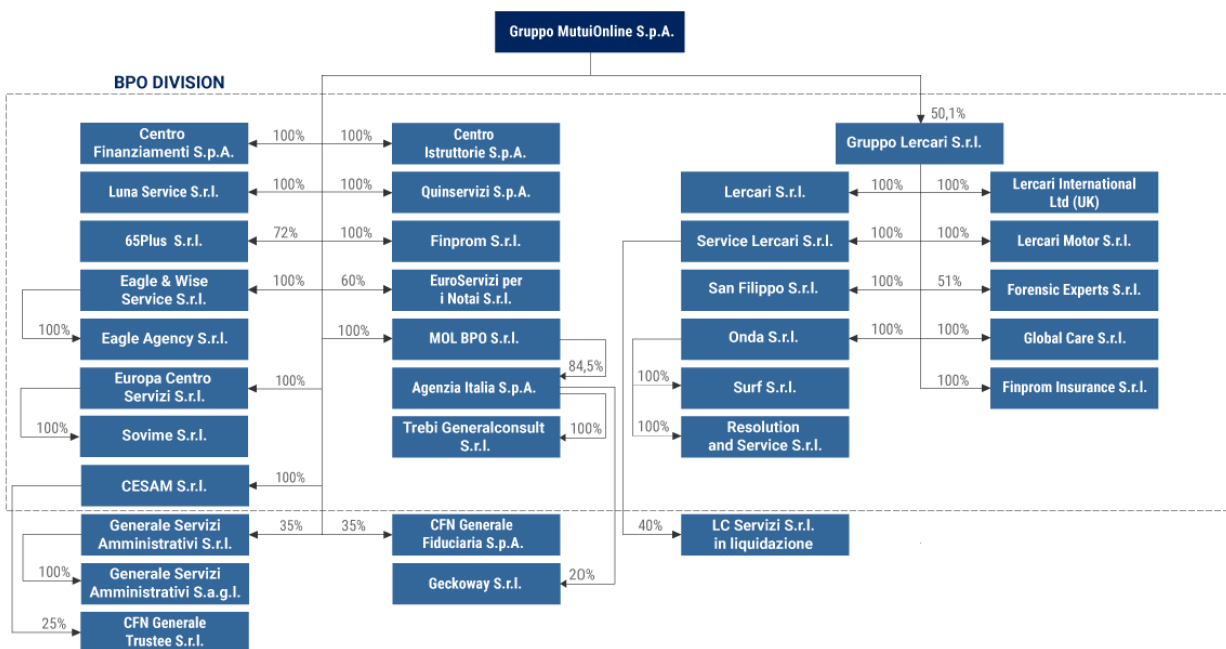 Gruppo MutuiOnline S.p.A.
BPO DIVISION
50,1%
Centro
Finanziamenti S.p.A.
100%
100%
Centro
Istruttorie S.p.A.
Gruppo Lercari S.r.l.
Luna Service S.r.l.
100%
100%
Quinservizi S.p.A.
Lercari S.r.l.
100%
100%
Lercari International
Ltd (UK)
65Plus S.r.l.
72%
100%
Finprom S.r.l.
Service Lercari S.r.l.
100%
100%
Lercari Motor S.r.l.
Eagle & Wise
Service S.r.l.
100%
60%
EuroServizi per
i Notai S.r.l.
San Filippo S.r.l.
100%
51%
Forensic Experts S.r.l.
100%
Eagle Agency S.r.l.
100%
MOL BPO S.r.l.
Onda S.r.l.
100%
100%
Global Care S.r.l.
84,5%
Europa Centro
Servizi S.r.l.
100%
Agenzia Italia S.p.A.
100%
Surf S.r.l.
100%
Finprom Insurance S.r.l.
100%
Sovime S.r.l.
Trebi Generalconsult
S.r.l.
100%
100%
Resolution
and Service S.r.l.
CESAM S.r.l.
100%
Generale Servizi
Amministrativi S.r.l.
35%
35%
CFN Generale
Fiduciaria S.p.A.
40%
LC Servizi S.r.l.
in liquidazione
100%
Generale Servizi
Amministrativi S.a.g.l.
Geckoway S.r.l.
20%
25%
CFN Generale
Trustee S.r.l.